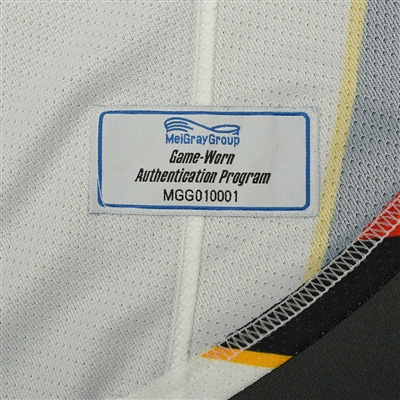 MeiGrayGroup
Game-Worn
Authentication Program
MGG010001